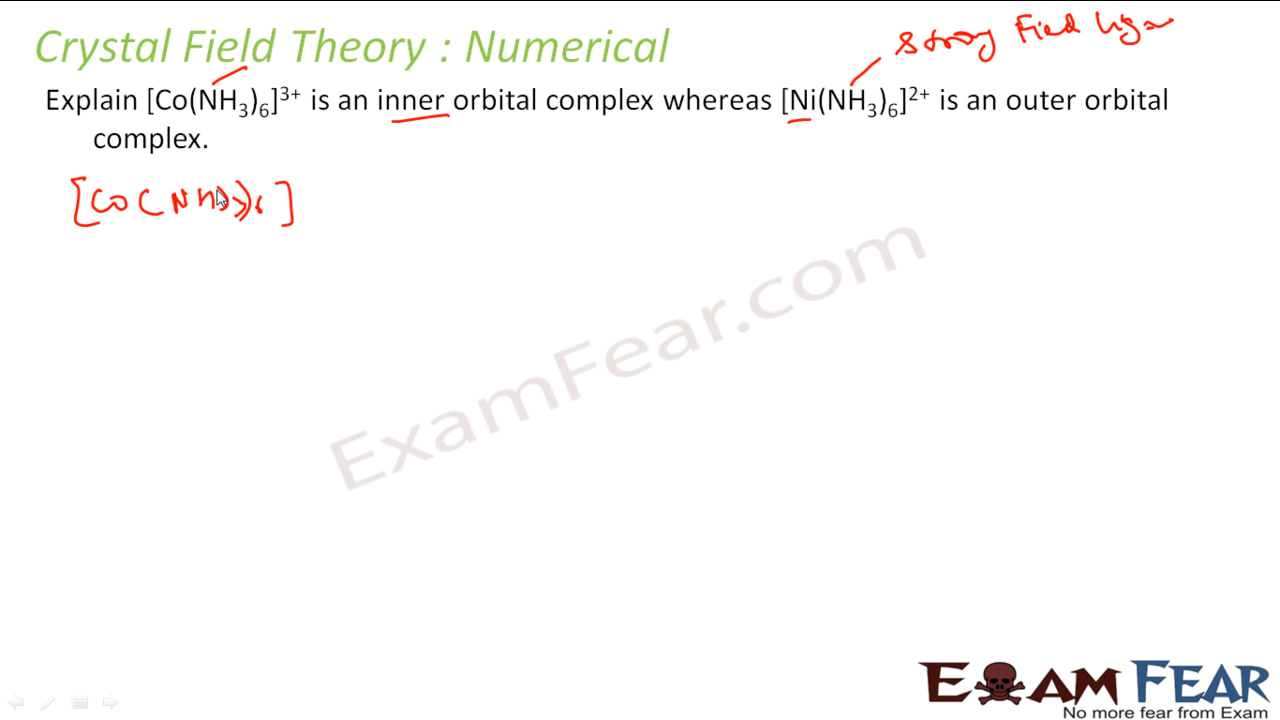 Crystal Field Theory : Numerical
Strong Field
Explain [Co(NH₃)₆]³⁺ is an inner orbital complex whereas [Ni(NH₃)₆]²⁺ is an outer orbital
complex.
[Co(NH₃)₆]
ExamFear.com
EXAM FEAR
No more fear from Exam